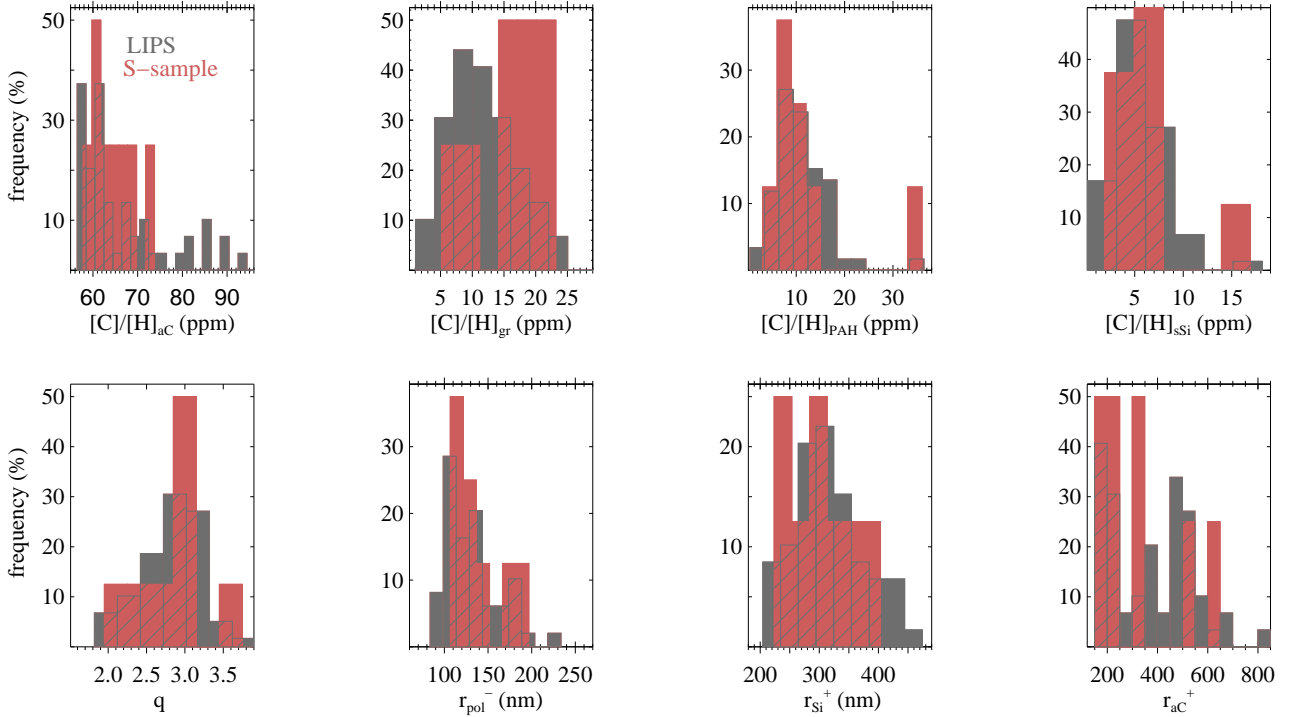 50
40
30
20
10
frequency (%)
LIPS
S−sample
60 70 80 90
[C]/[H]aC (ppm)
50
40
30
20
10
5 10 15 20 25
[C]/[H]gr (ppm)
30
20
10
10 20 30
[C]/[H]PAH (ppm)
40
30
20
10
5 10 15
[C]/[H]sSi (ppm)
50
40
30
20
10
frequency (%)
2.0 2.5 3.0 3.5
q
30
20
10
100 150 200 250
rpol− (nm)
20
10
200 300 400
rSi+ (nm)
50
40
30
20
10
200 400 600 800
raC+